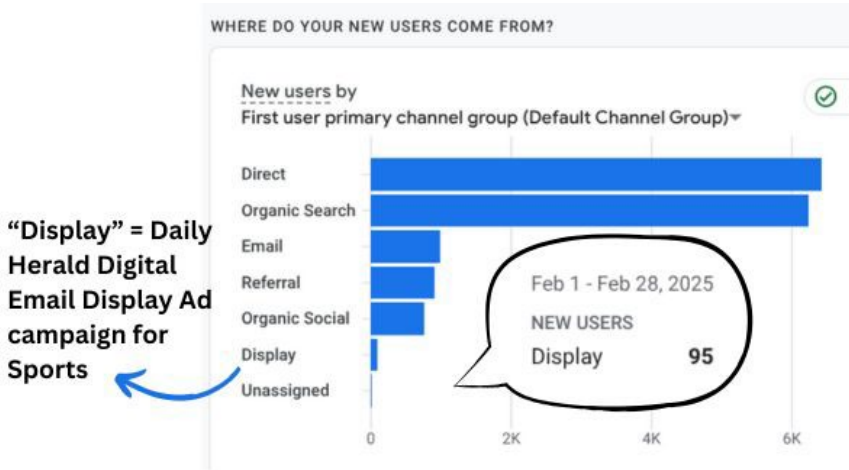 WHERE DO YOUR NEW USERS COME FROM?
New users by
First user primary channel group (Default Channel Group)
Direct
Organic Search
Email
Referral
Organic Social
Display
Unassigned
0
2K
4K
6K
“Display” = Daily
Herald Digital
Email Display Ad
campaign for
Sports
Feb 1 - Feb 28, 2025
NEW USERS
Display 95